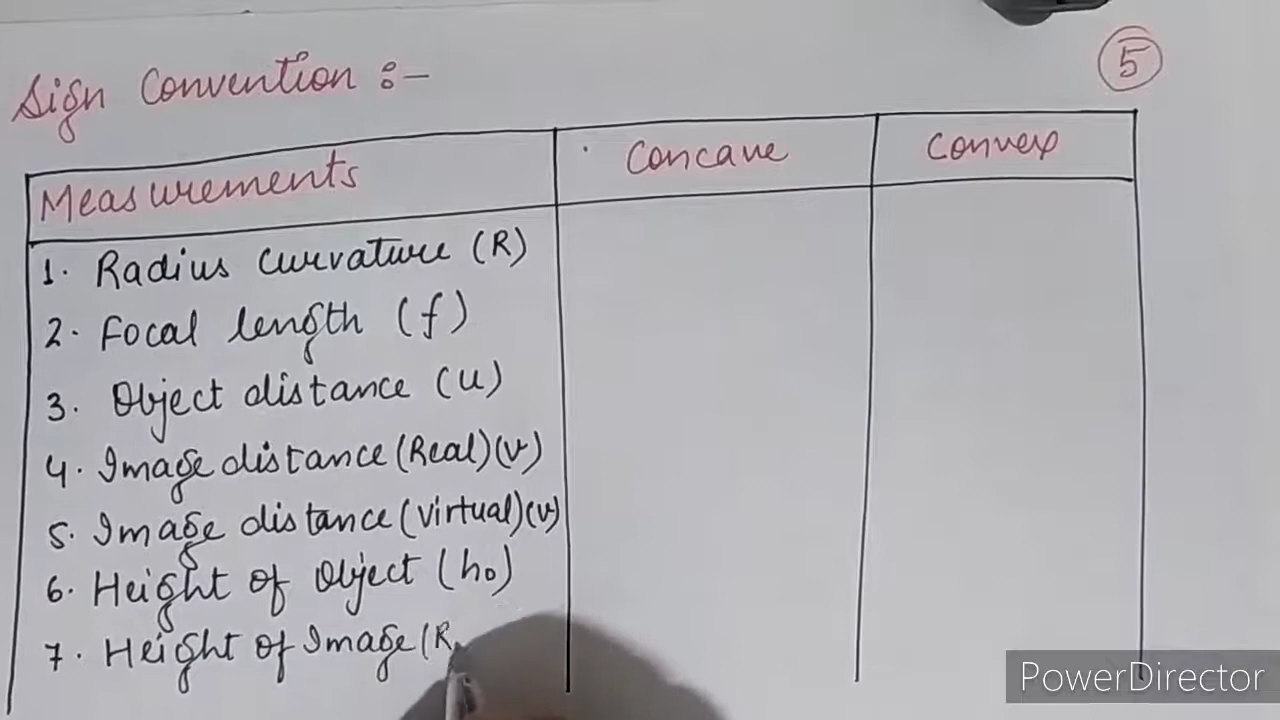 Sign Convention :-
5
Measurements Concave Convex
1. Radius curvature (R)
2. Focal length (f)
3. Object distance (u)
4. Image distance (Real) (v)
5. Image distance (virtual) (v)
6. Height of Object (ho)
7. Height of Image (R
PowerDirector